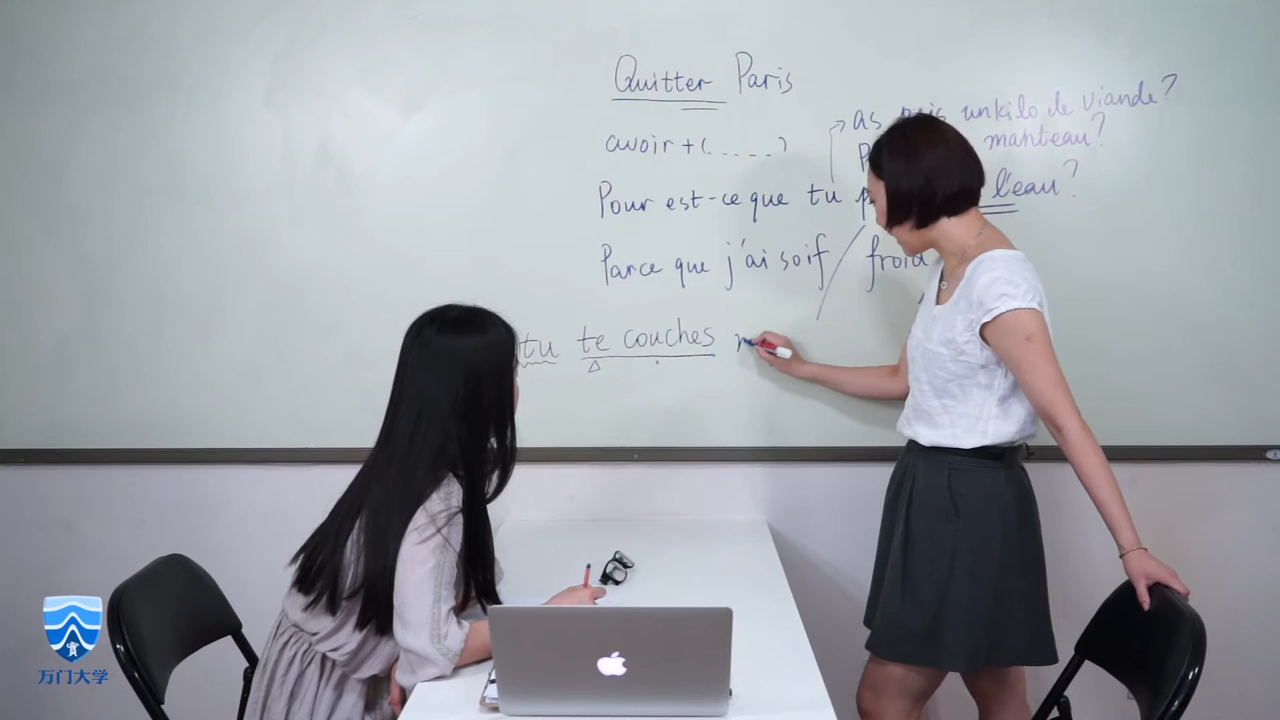 Quitter Paris
as pris un kilo de viande?
avoir + (.....)
manteau?
Pour est-ce que tu l'eau?
Parce que j'ai soif / froid
tu te couches
万门大学